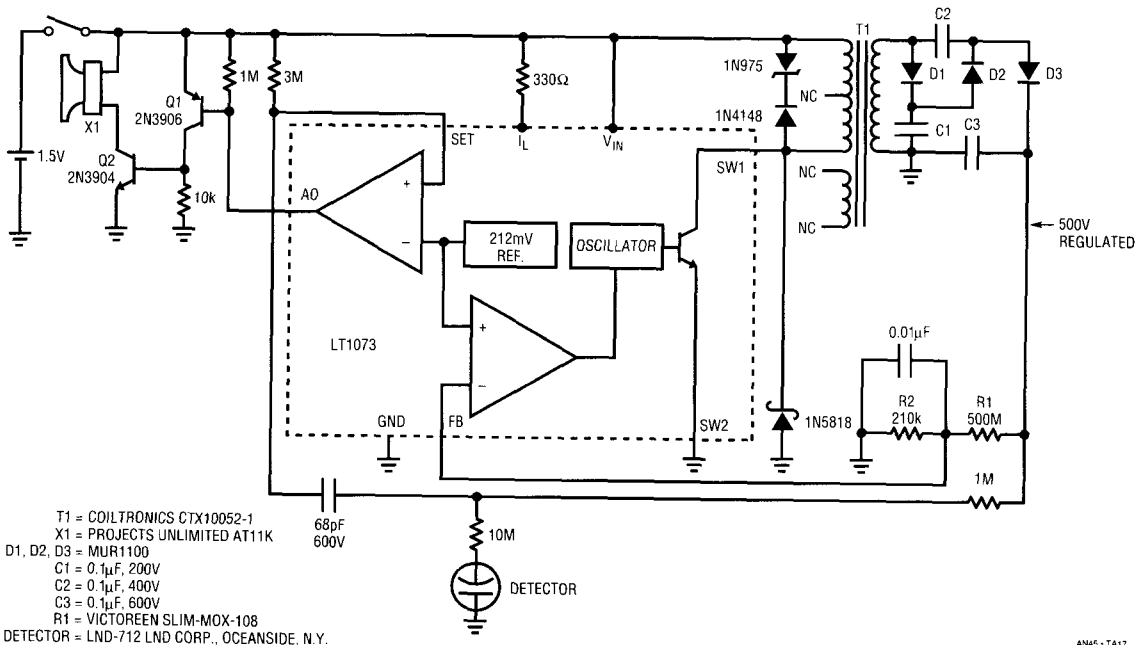 C2
T1
1M
3M
330Ω
1N975
D1
D2
D3
Q1
2N3906
NC
1N4148
X1
C1
C3
1.5V
Q2
2N3904
SET
IL
VIN
SW1
10k
AO
+
−
212mV
REF.
OSCILLATOR
NC
NC
500V
REGULATED
+
−
LT1073
0.01µF
GND
FB
SW2
1N5818
R2
210k
R1
500M
1M
68pF
600V
10M
DETECTOR
T1 = COILTRONICS CTX10052-1
X1 = PROJECTS UNLIMITED AT11K
D1, D2, D3 = MUR1100
C1 = 0.1µF, 200V
C2 = 0.1µF, 400V
C3 = 0.1µF, 600V
R1 = VICTOREEN SLIM-MOX-108
DETECTOR = LND-712 LND CORP., OCEANSIDE, N.Y.
AN45 • TA17